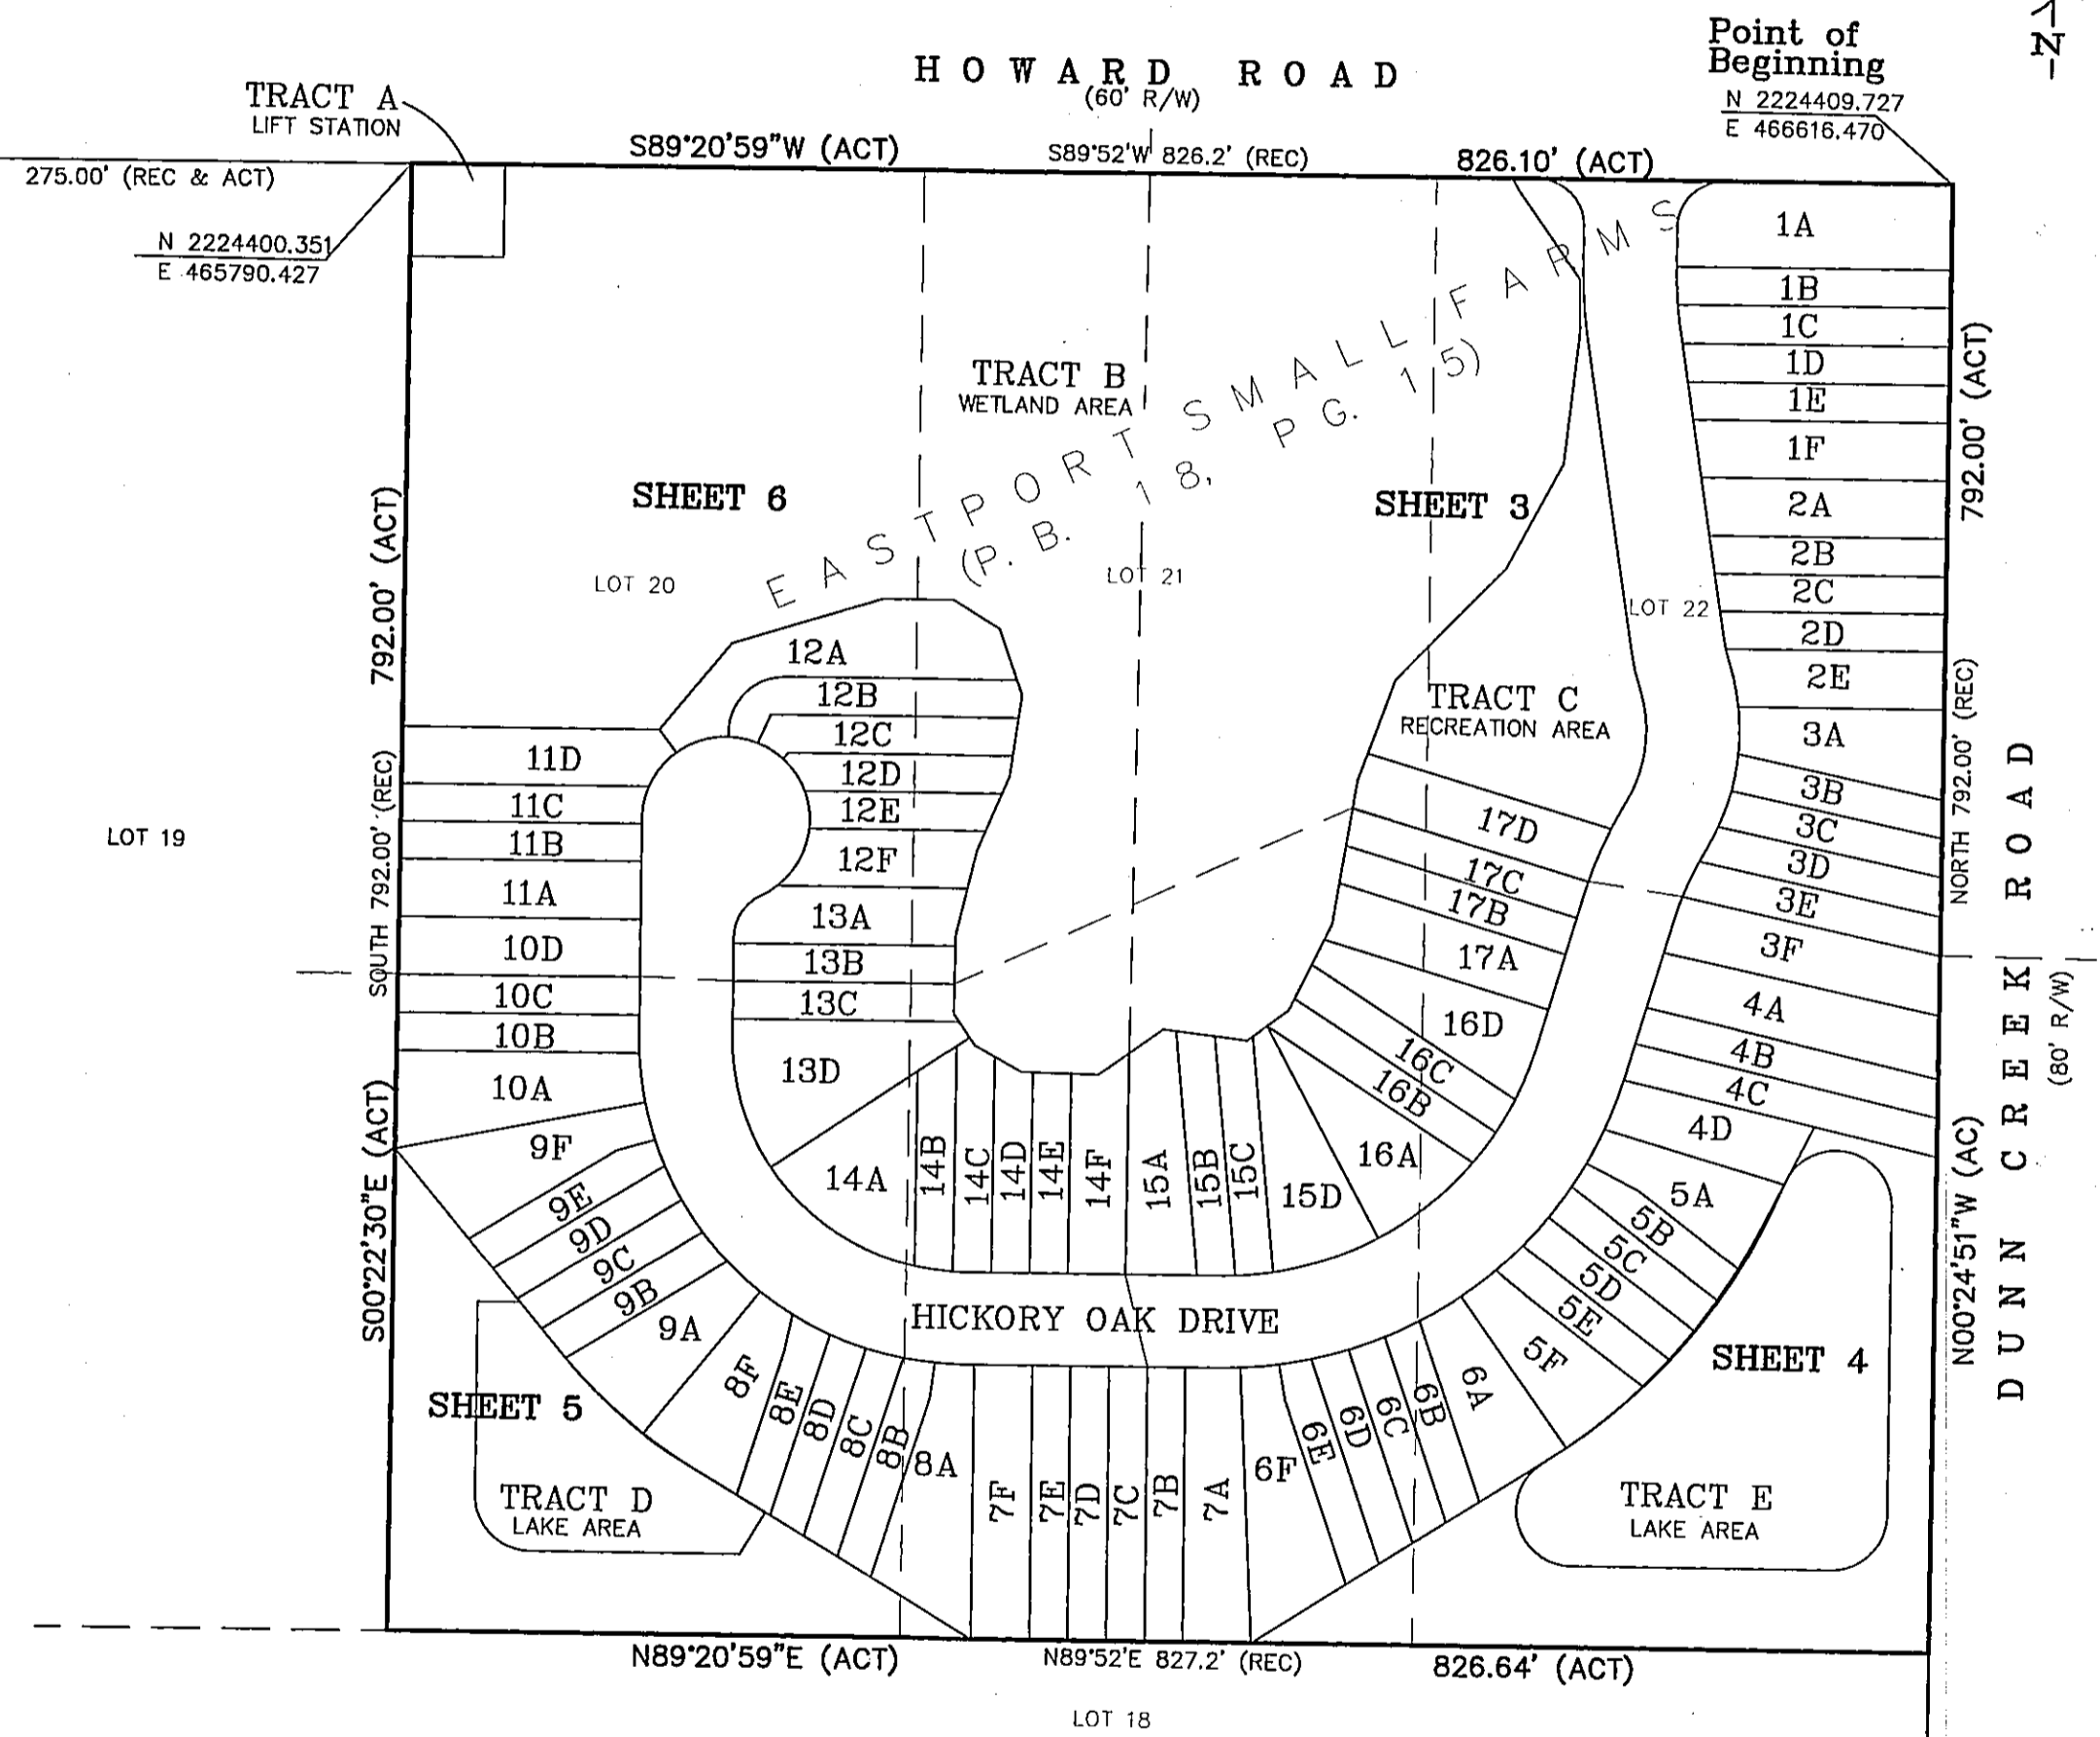 N
Point of
Beginning
N 2224409.727
E 466616.470
HOWARD ROAD
(60' R/W)
TRACT A
LIFT STATION
S89°20'59"W (ACT)
S89°52'W 826.2' (REC)
826.10' (ACT)
275.00' (REC & ACT)
N 2224400.351
E 465790.427
1A
1B
1C
1D
1E
1F
2A
2B
2C
2D
2E
3A
3B
3C
3D
3E
3F
4A
4B
4C
4D
5A
5B
5C
5D
5E
5F
6A
6B
6C
6D
6E
6F
7A
7B
7C
7D
7E
7F
8A
8B
8C
8D
8E
8F
9A
9B
9C
9D
9E
9F
10A
10B
10C
10D
11A
11B
11C
11D
12A
12B
12C
12D
12E
12F
13A
13B
13C
13D
14A
14B
14C
14D
14E
14F
15A
15B
15C
15D
16A
16B
16C
16D
17A
17B
17C
17D
TRACT B
WETLAND AREA
EASTPORT SMALL FARMS
(P.B. 18, PG. 15)
SHEET 6
SHEET 3
LOT 20
LOT 21
LOT 22
TRACT C
RECREATION AREA
LOT 19
792.00' (ACT)
SOUTH 792.00' (REC)
S00°22'30"E (ACT)
792.00' (ACT)
NORTH 792.00' (REC)
N00°24'51"W (AC)
DUNN CREEK ROAD
(80' R/W)
HICKORY OAK DRIVE
SHEET 5
SHEET 4
TRACT D
LAKE AREA
TRACT E
LAKE AREA
N89°20'59"E (ACT)
N89°52'E 827.2' (REC)
826.64' (ACT)
LOT 18